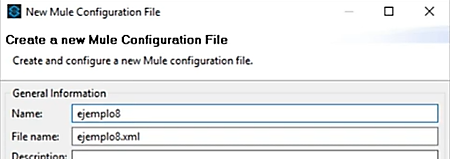 New Mule Configuration File
Create a new Mule Configuration File
Create and configure a new Mule configuration file.
General Information
Name: ejemplo8
File name: ejemplo8.xml
Description: